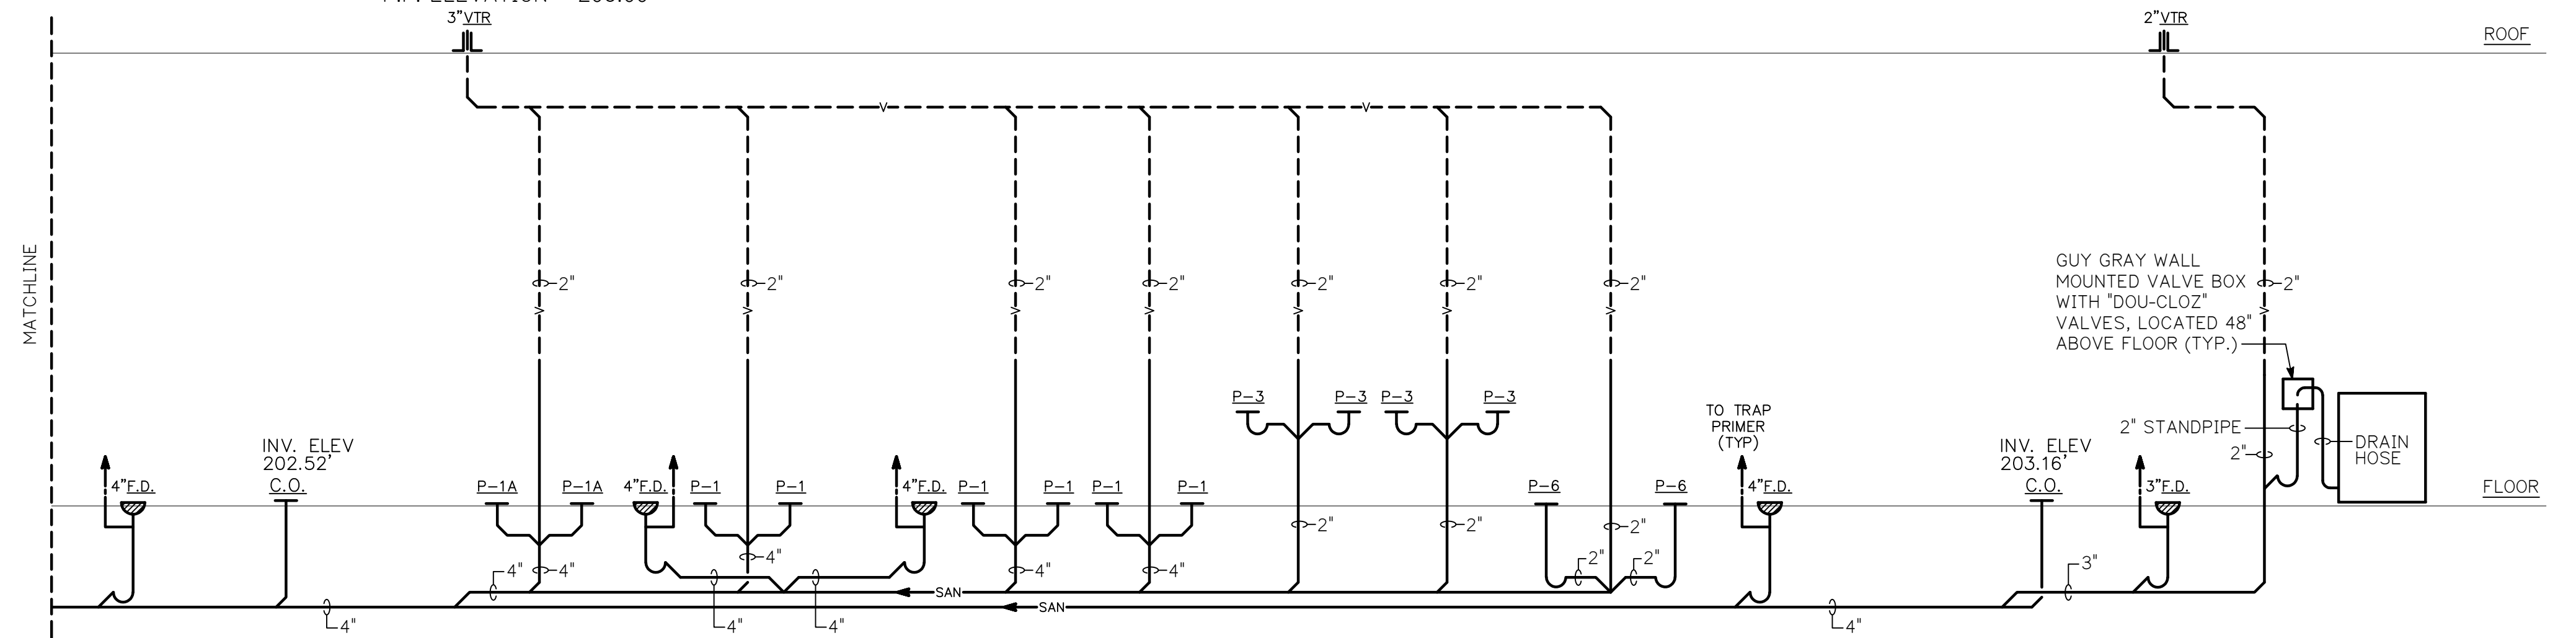 3"VTR
2"VTR
ROOF
V
V
MATCHLINE
2"
2"
2"
2"
2"
2"
2"
2"
V
V
V
V
V
V
V
V
GUY GRAY WALL
MOUNTED VALVE BOX
WITH "DOU-CLOZ"
VALVES, LOCATED 48"
ABOVE FLOOR (TYP.)
P-3
P-3
P-3
P-3
TO TRAP
PRIMER
(TYP)
2" STANDPIPE
2"
DRAIN
HOSE
INV. ELEV
202.52'
C.O.
INV. ELEV
203.16'
C.O.
4"F.D.
P-1A
P-1A
4"F.D.
P-1
P-1
4"F.D.
P-1
P-1
P-1
P-1
P-6
P-6
4"F.D.
3"F.D.
FLOOR
2"
2"
2"
4"
4"
4"
4"
4"
2"
2"
3"
SAN
SAN
4"
4"
4"
4"